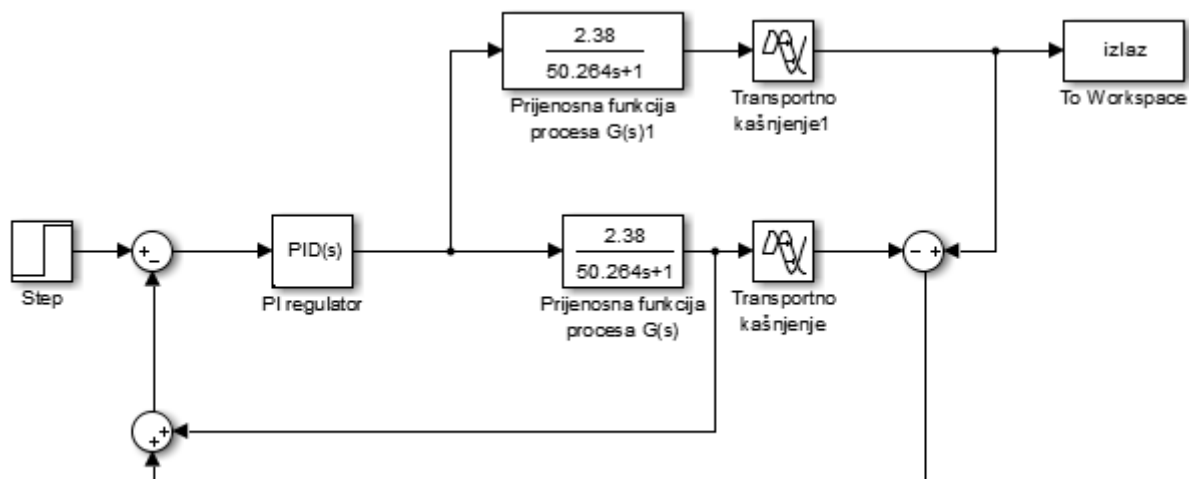 2.38
50.264s+1
Prijenosna funkcija
procesa G(s)1
Transportno
kašnjenje1
izlaz
To Workspace
Step
+
−
PID(s)
PI regulator
2.38
50.264s+1
Prijenosna funkcija
procesa G(s)
Transportno
kašnjenje
− +
+
+